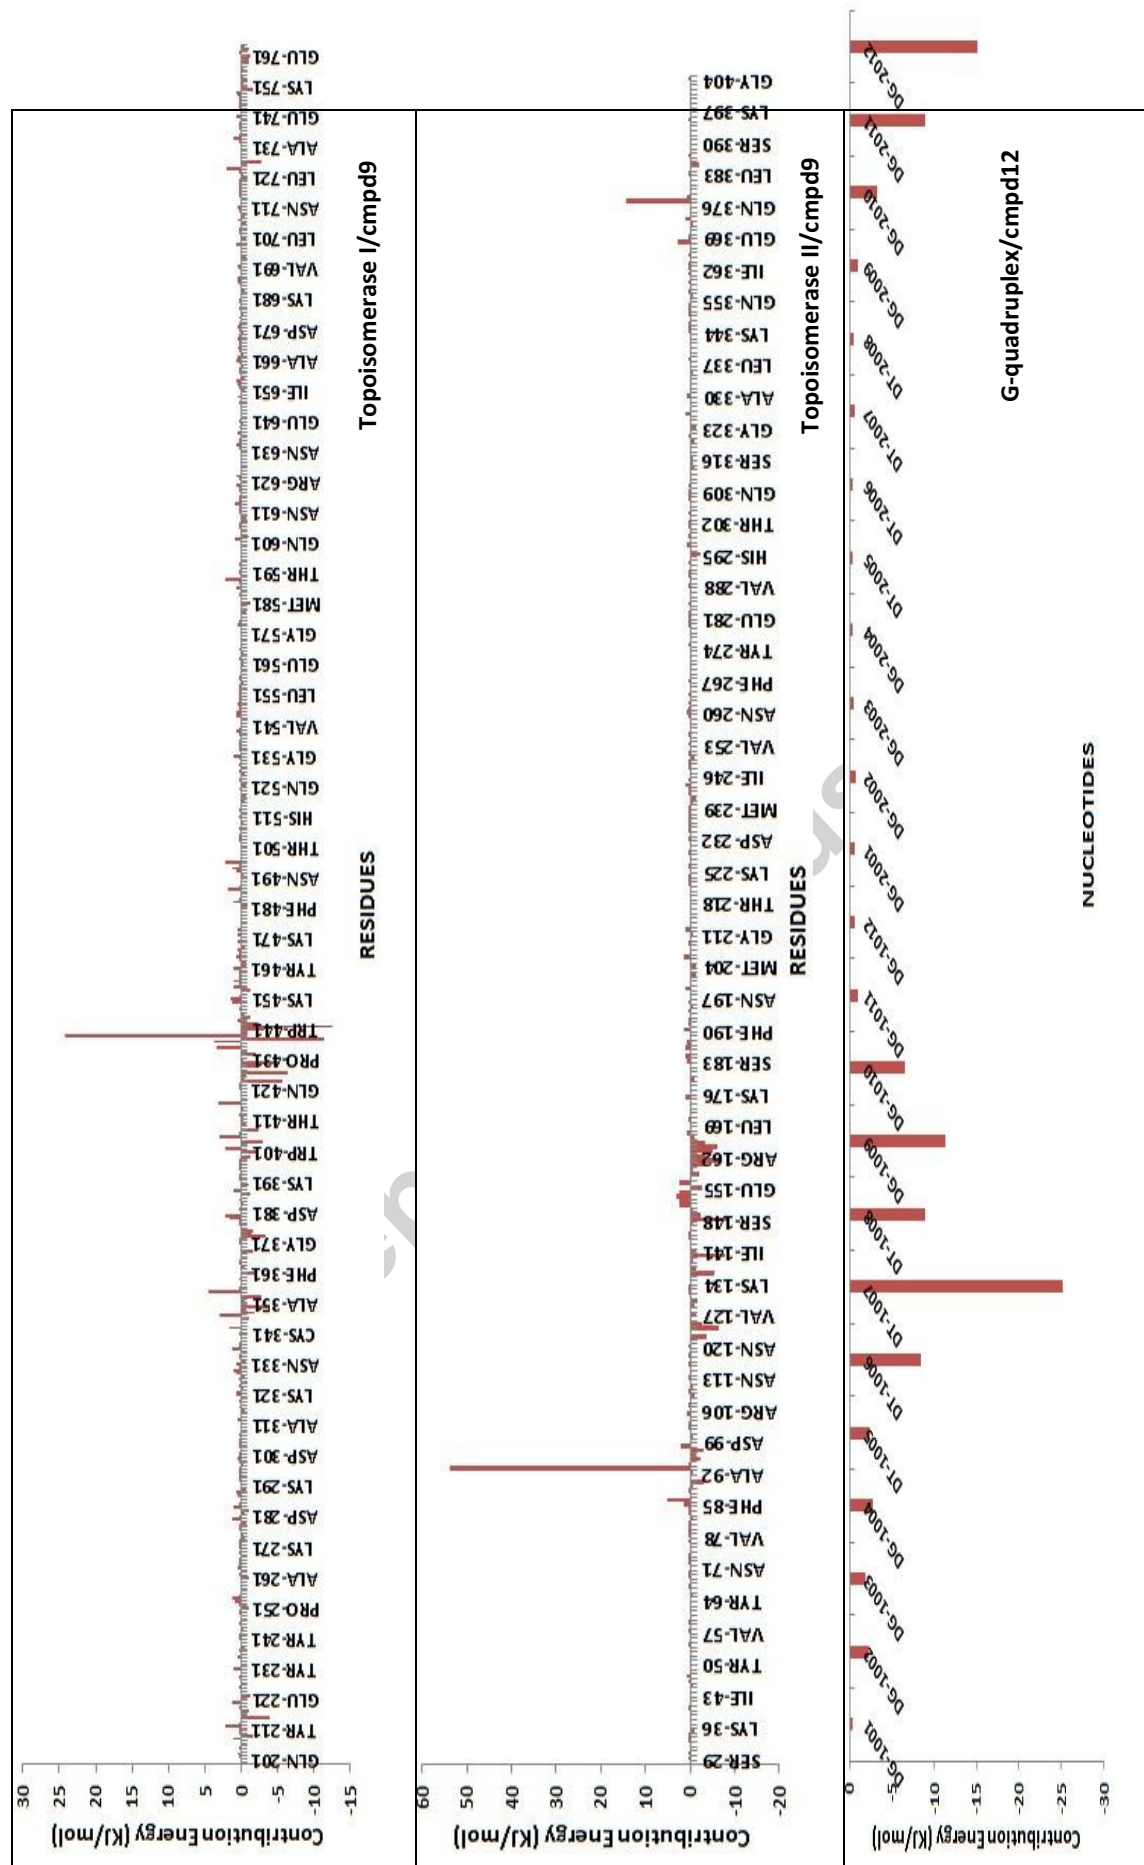 Contribution Energy (KJ/mol)
30
25
20
15
10
5
0
-5
-10
-15
GLN-201
TYR-211
GLU-221
TYR-231
TYR-241
PRO-251
ALA-261
LYS-271
ASP-281
LYS-291
ASP-301
ALA-311
LYS-321
ASN-331
CYS-341
ALA-351
PHE-361
GLY-371
ASP-381
LYS-391
TRP-401
THR-411
GLN-421
PRO-431
TRP-441
LYS-451
TYR-461
LYS-471
PHE-481
ASN-491
THR-501
HIS-511
GLN-521
GLY-531
VAL-541
LEU-551
GLU-561
GLY-571
MET-581
THR-591
GLN-601
ASN-611
ARG-621
ASN-631
GLU-641
ILE-651
ALA-661
ASP-671
LYS-681
VAL-691
LEU-701
ASN-711
LEU-721
ALA-731
GLU-741
LYS-751
GLU-761
RESIDUES
Topoisomerase I/cmpd9
Contribution Energy (KJ/mol)
60
50
40
30
20
10
0
-10
-20
SER-29
LYS-36
ILE-43
TYR-50
VAL-57
TYR-64
ASN-71
VAL-78
PHE-85
ALA-92
ASP-99
ARG-106
ASN-113
ASN-120
VAL-127
LYS-134
ILE-141
SER-148
GLU-155
ARG-162
LEU-169
LYS-176
SER-183
PHE-190
ASN-197
MET-204
GLY-211
THR-218
LYS-225
ASP-232
MET-239
ILE-246
VAL-253
ASN-260
PHE-267
TYR-274
GLU-281
VAL-288
HIS-295
THR-302
GLN-309
SER-316
GLY-323
ALA-330
LEU-337
LYS-344
GLN-355
ILE-362
GLU-369
GLN-376
LEU-383
SER-390
LYS-397
GLY-404
RESIDUES
Topoisomerase II/cmpd9
Contribution Energy (KJ/mol)
0
-5
-10
-15
-20
-25
-30
DG-1001
DG-1002
DG-1003
DG-1004
DT-1005
DT-1006
DT-1007
DT-1008
DG-1009
DG-1010
DG-1011
DG-1012
DG-2001
DG-2002
DG-2003
DG-2004
DT-2005
DT-2006
DT-2007
DT-2008
DG-2009
DG-2010
DG-2011
DG-2012
NUCLEOTIDES
G-quadruplex/cmpd12